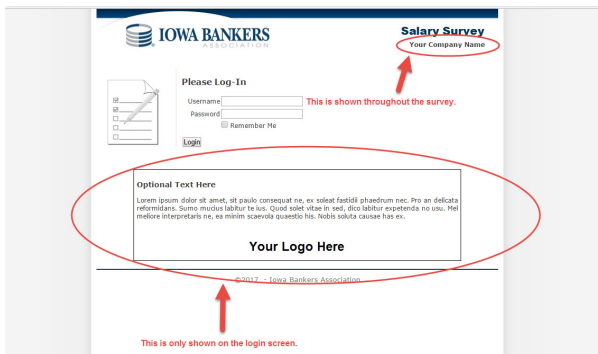 IOWA BANKERS
ASSOCIATION
Salary Survey
Your Company Name
Please Log-In
Username
This is shown throughout the survey.
Password
Remember Me
Login
Optional Text Here
Lorem ipsum dolor sit amet, sit paulo consequat ne, ex soleat fastidii phaedrum nec. Pro an delicata
reformidans. Sumo mucius labitur te ius. Quod solet vitae in sed, dico labitur expetenda no usu. Mel
meliore interpretaris ne, ea minim scaevola quaestio his. Nobis soluta causae has ex.
Your Logo Here
©2017 - Iowa Bankers Association
This is only shown on the login screen.